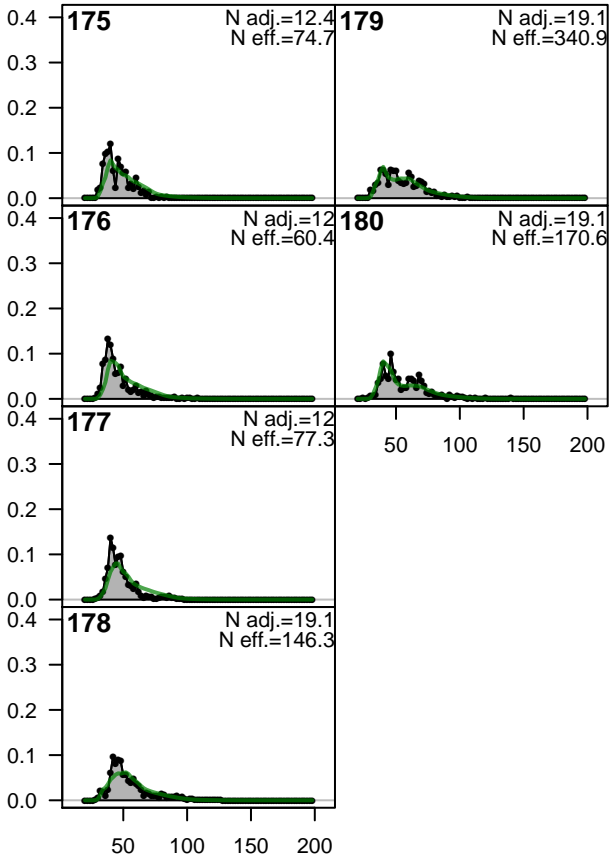 175
N adj.=12.4
N eff.=74.7
179
N adj.=19.1
N eff.=340.9
0.4
0.3
0.2
0.1
0.0
176
N adj.=12
N eff.=60.4
180
N adj.=19.1
N eff.=170.6
0.4
0.3
0.2
0.1
0.0
50 100 150 200
177
N adj.=12
N eff.=77.3
0.4
0.3
0.2
0.1
0.0
178
N adj.=19.1
N eff.=146.3
0.4
0.3
0.2
0.1
0.0
50 100 150 200